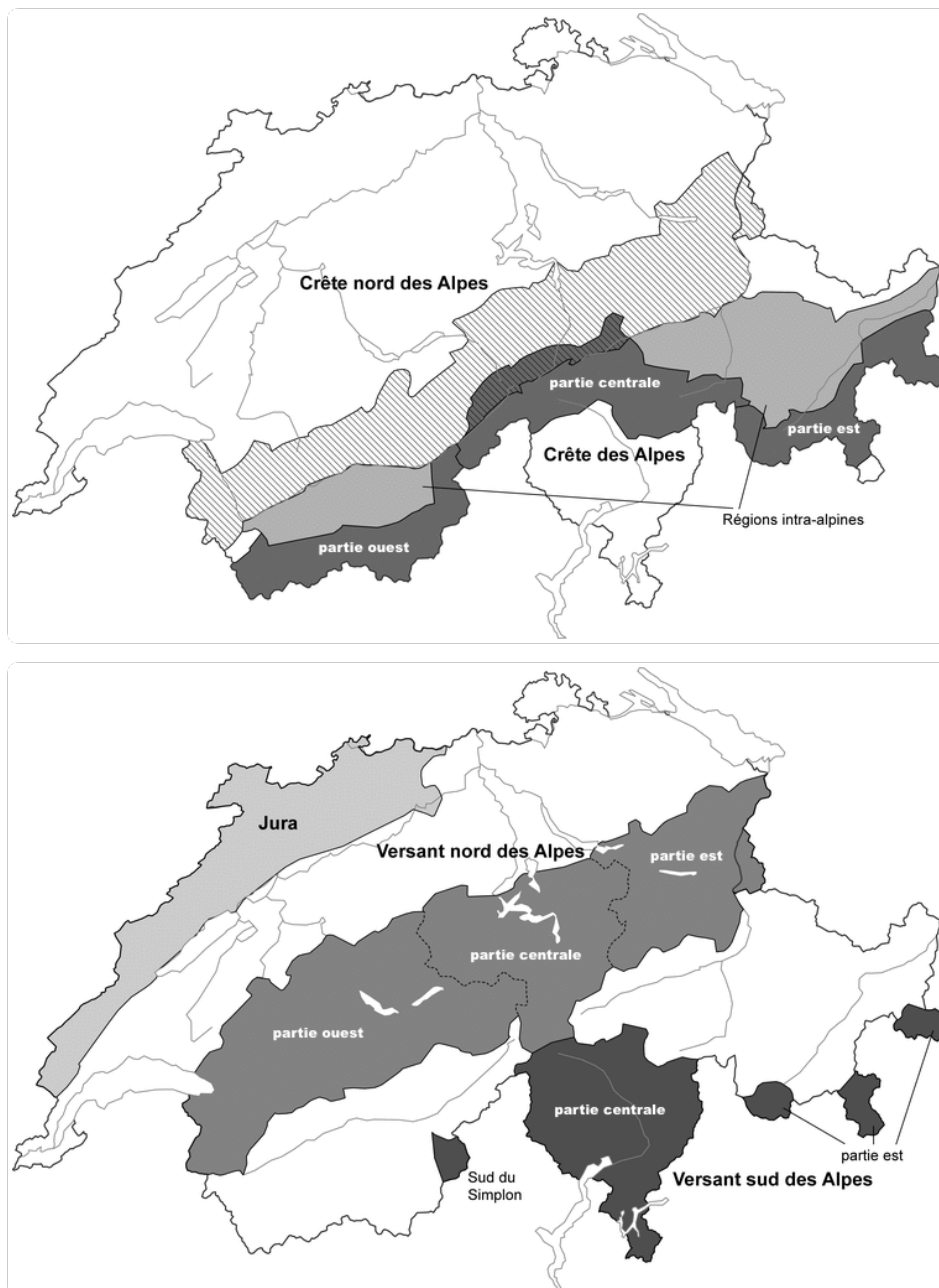 Crête nord des Alpes
partie centrale
partie est
Crête des Alpes
Régions intra-alpines
partie ouest
Jura
Versant nord des Alpes
partie est
partie centrale
partie ouest
partie centrale
partie est
Sud du
Simplon
Versant sud des Alpes